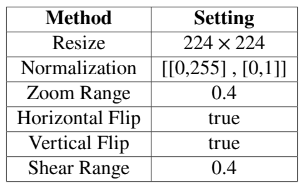 Method Setting
Resize 224 × 224
Normalization [[0,255] , [0,1]]
Zoom Range 0.4
Horizontal Flip true
Vertical Flip true
Shear Range 0.4